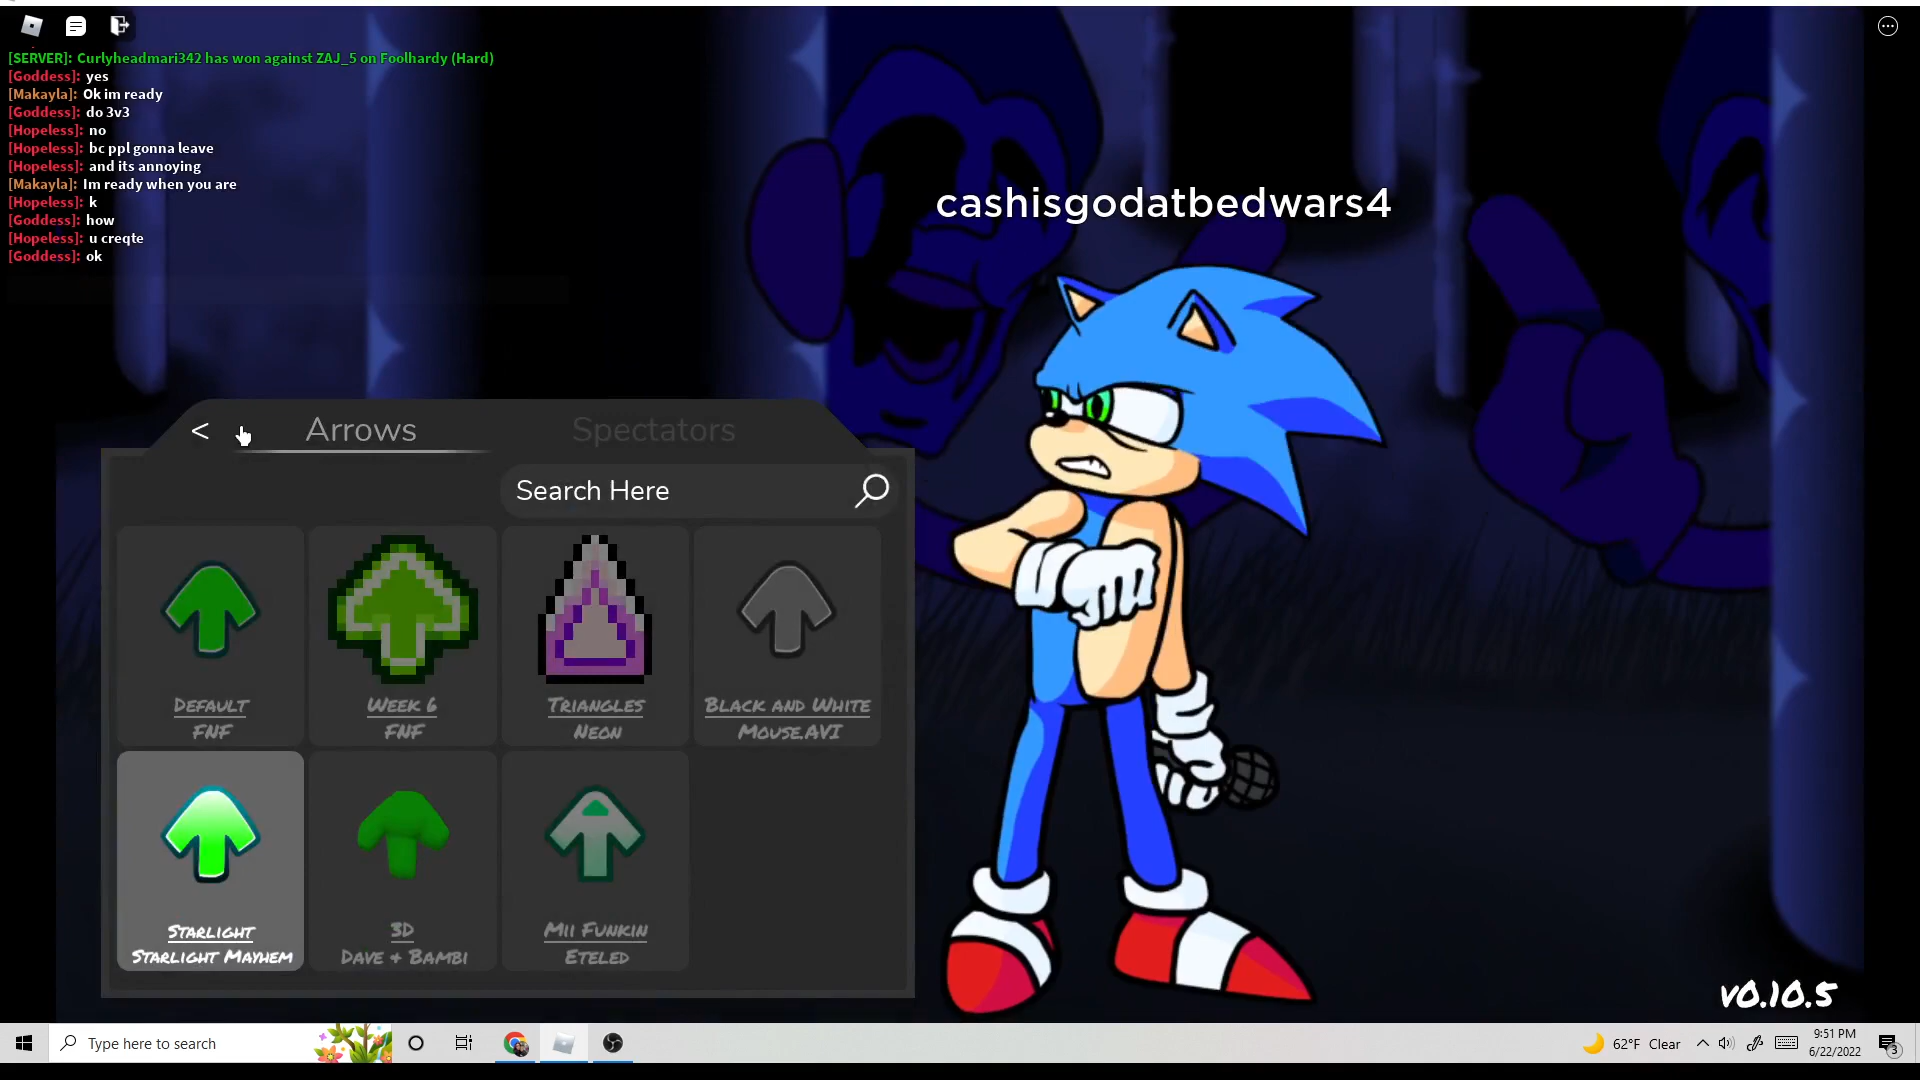 [SERVER]: Curlyheadmari342 has won against ZAJ_5 on Foolhardy (Hard)
[Goddess]: yes
[Makayla]: Ok im ready
[Goddess]: do 3v3
[Hopeless]: no
[Hopeless]: bc ppl gonna leave
[Hopeless]: and its annoying
[Makayla]: Im ready when you are
[Hopeless]: k
[Goddess]: how
[Hopeless]: u creqte
[Goddess]: ok
cashisgodatbedwars4
< Arrows Spectators
Search Here
Default
FNF
Week 6
FNF
Triangles
Neon
Black and White
Mouse.AVI
Starlight
Starlight Mayhem
3D
Dave + Bambi
Mii Funkin
Eteled
v0.10.5
Type here to search
62°F Clear
9:51 PM
6/22/2022
3